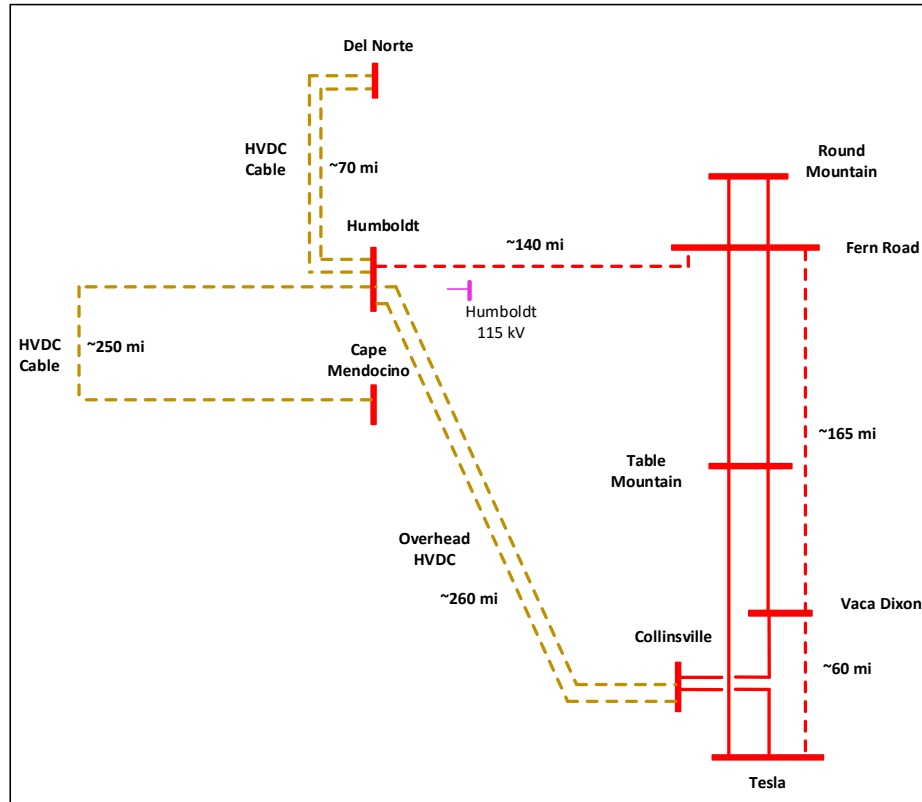 Del Norte
HVDC
Cable
~70 mi
Round
Mountain
Humboldt
~140 mi
Fern Road
Humboldt
115 kV
HVDC
Cable
~250 mi
Cape
Mendocino
~165 mi
Table
Mountain
Overhead
HVDC
~260 mi
Vaca Dixon
Collinsville
~60 mi
Tesla